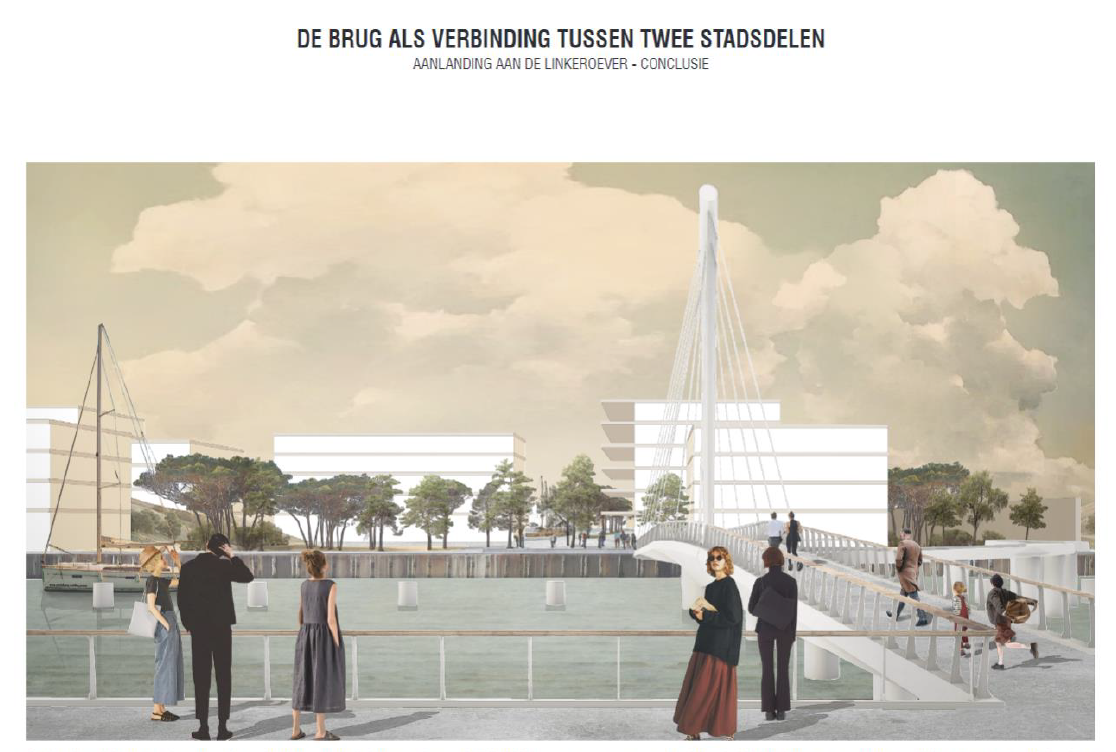 DE BRUG ALS VERBINDING TUSSEN TWEE STADSDELEN
AANLANDING AAN DE LINKEROEVER - CONCLUSIE